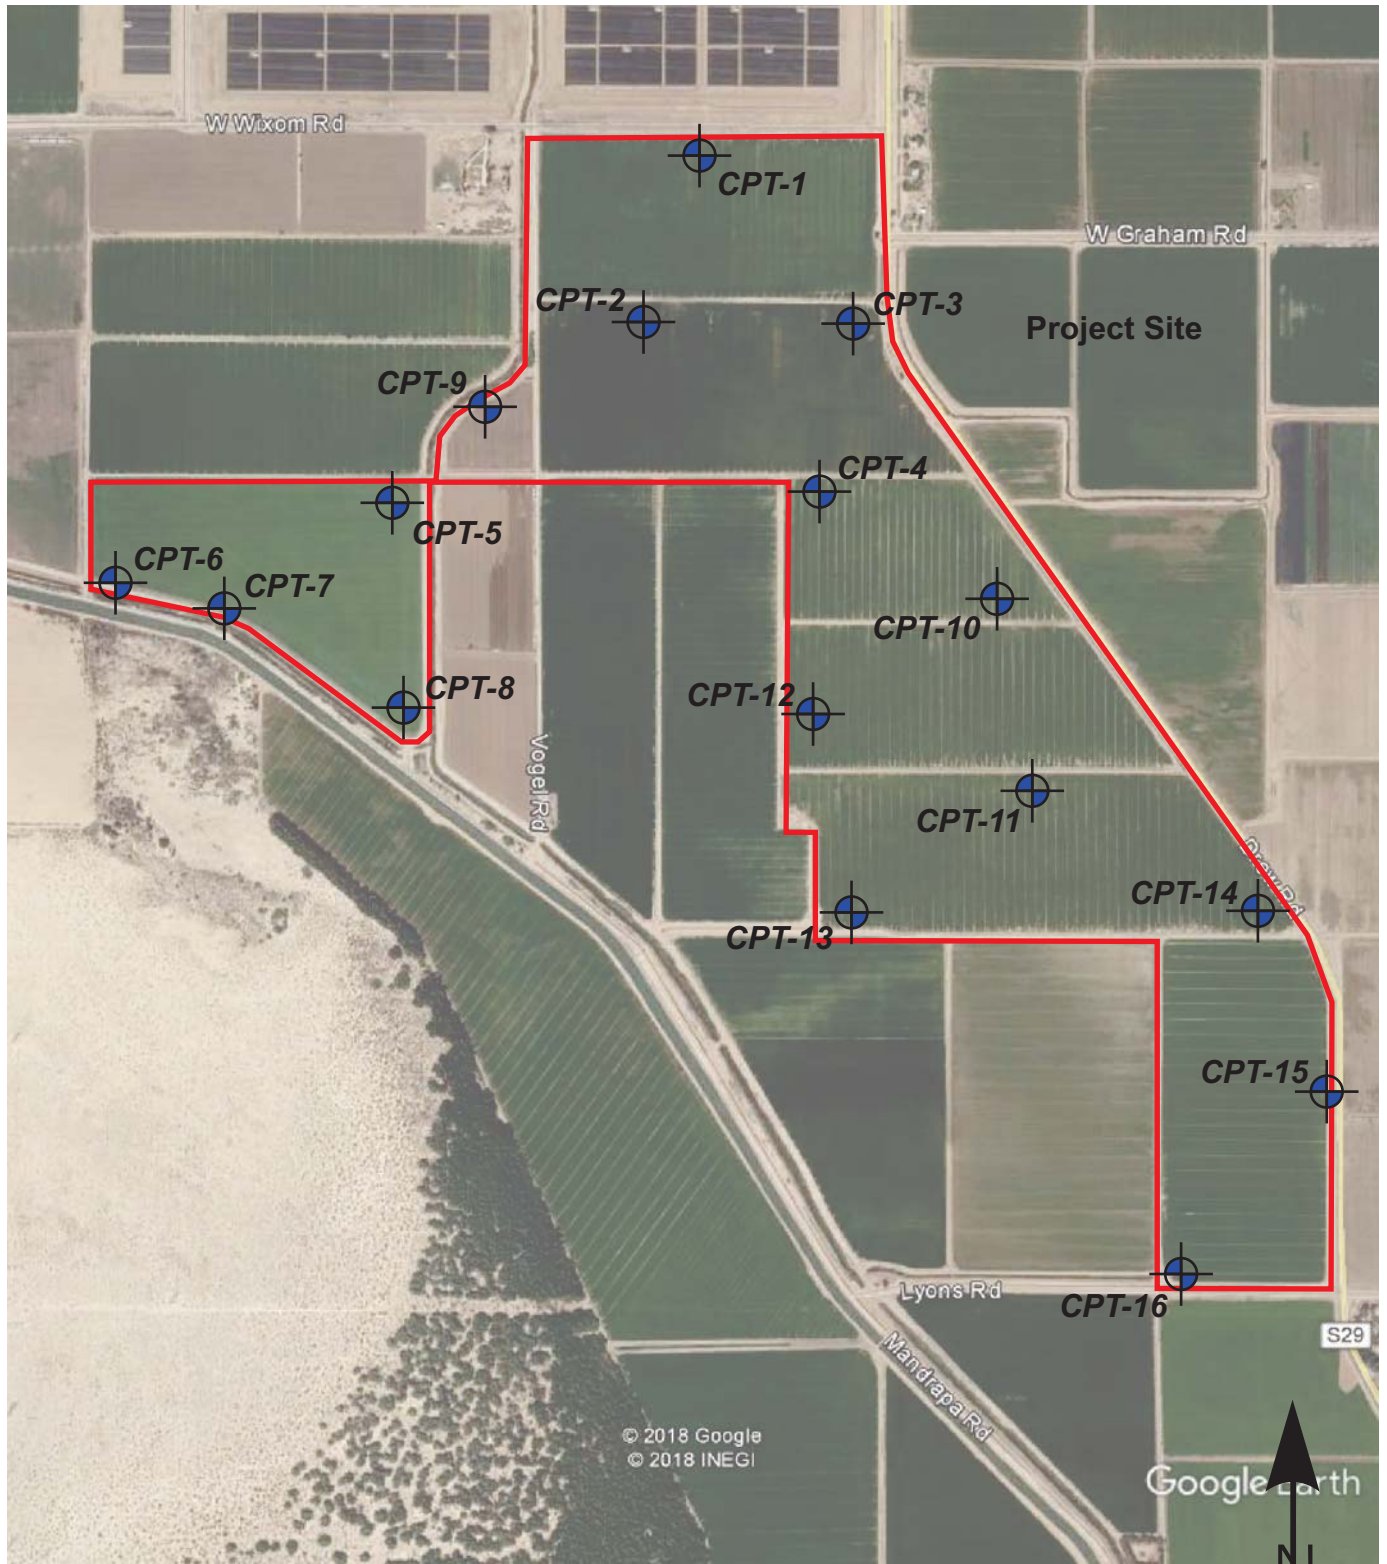 W Wixom Rd
CPT-1
W Graham Rd
CPT-2
CPT-3
Project Site
CPT-9
CPT-4
CPT-5
CPT-6
CPT-7
CPT-10
CPT-8
CPT-12
Vogel Rd
CPT-11
Drew Rd
CPT-14
CPT-13
CPT-15
Lyons Rd
CPT-16
S29
Mandrapa Rd
© 2018 Google
© 2018 INEGI
Google Earth
N